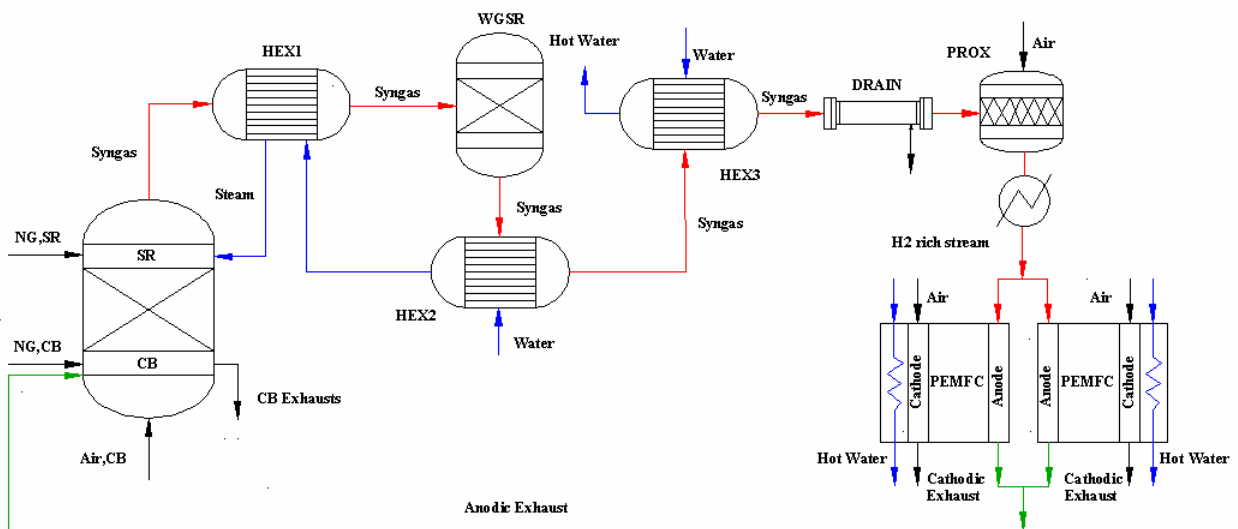 WGSR
HEX1
Hot Water
Water
PROX
Air
DRAIN
Syngas
Syngas
Syngas
HEX3
Steam
Syngas
Syngas
NG,SR
SR
H2 rich stream
HEX2
Water
Air
Air
NG,CB
CB
CB Exhausts
Cathode
PEMFC
Anode
Anode
PEMFC
Cathode
Air,CB
Hot Water
Cathodic
Exhaust
Cathodic
Exhaust
Hot Water
Anodic Exhaust